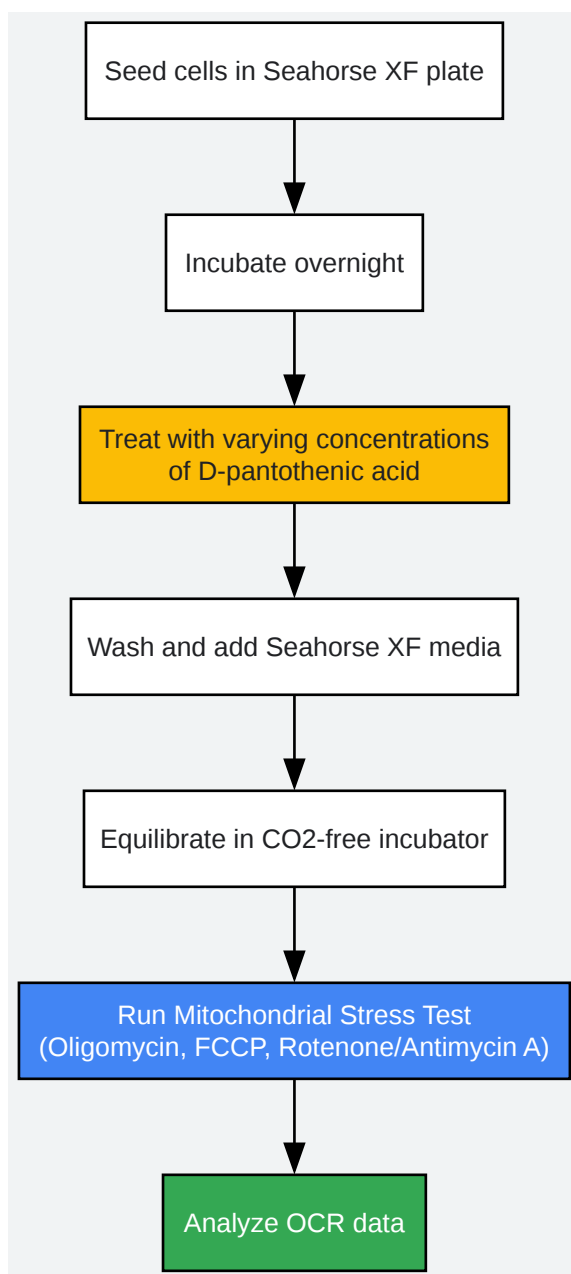 Seed cells in Seahorse XF plate
Incubate overnight
Treat with varying concentrations
of D-pantothenic acid
Wash and add Seahorse XF media
Equilibrate in CO2-free incubator
Run Mitochondrial Stress Test
(Oligomycin, FCCP, Rotenone/Antimycin A)
Analyze OCR data